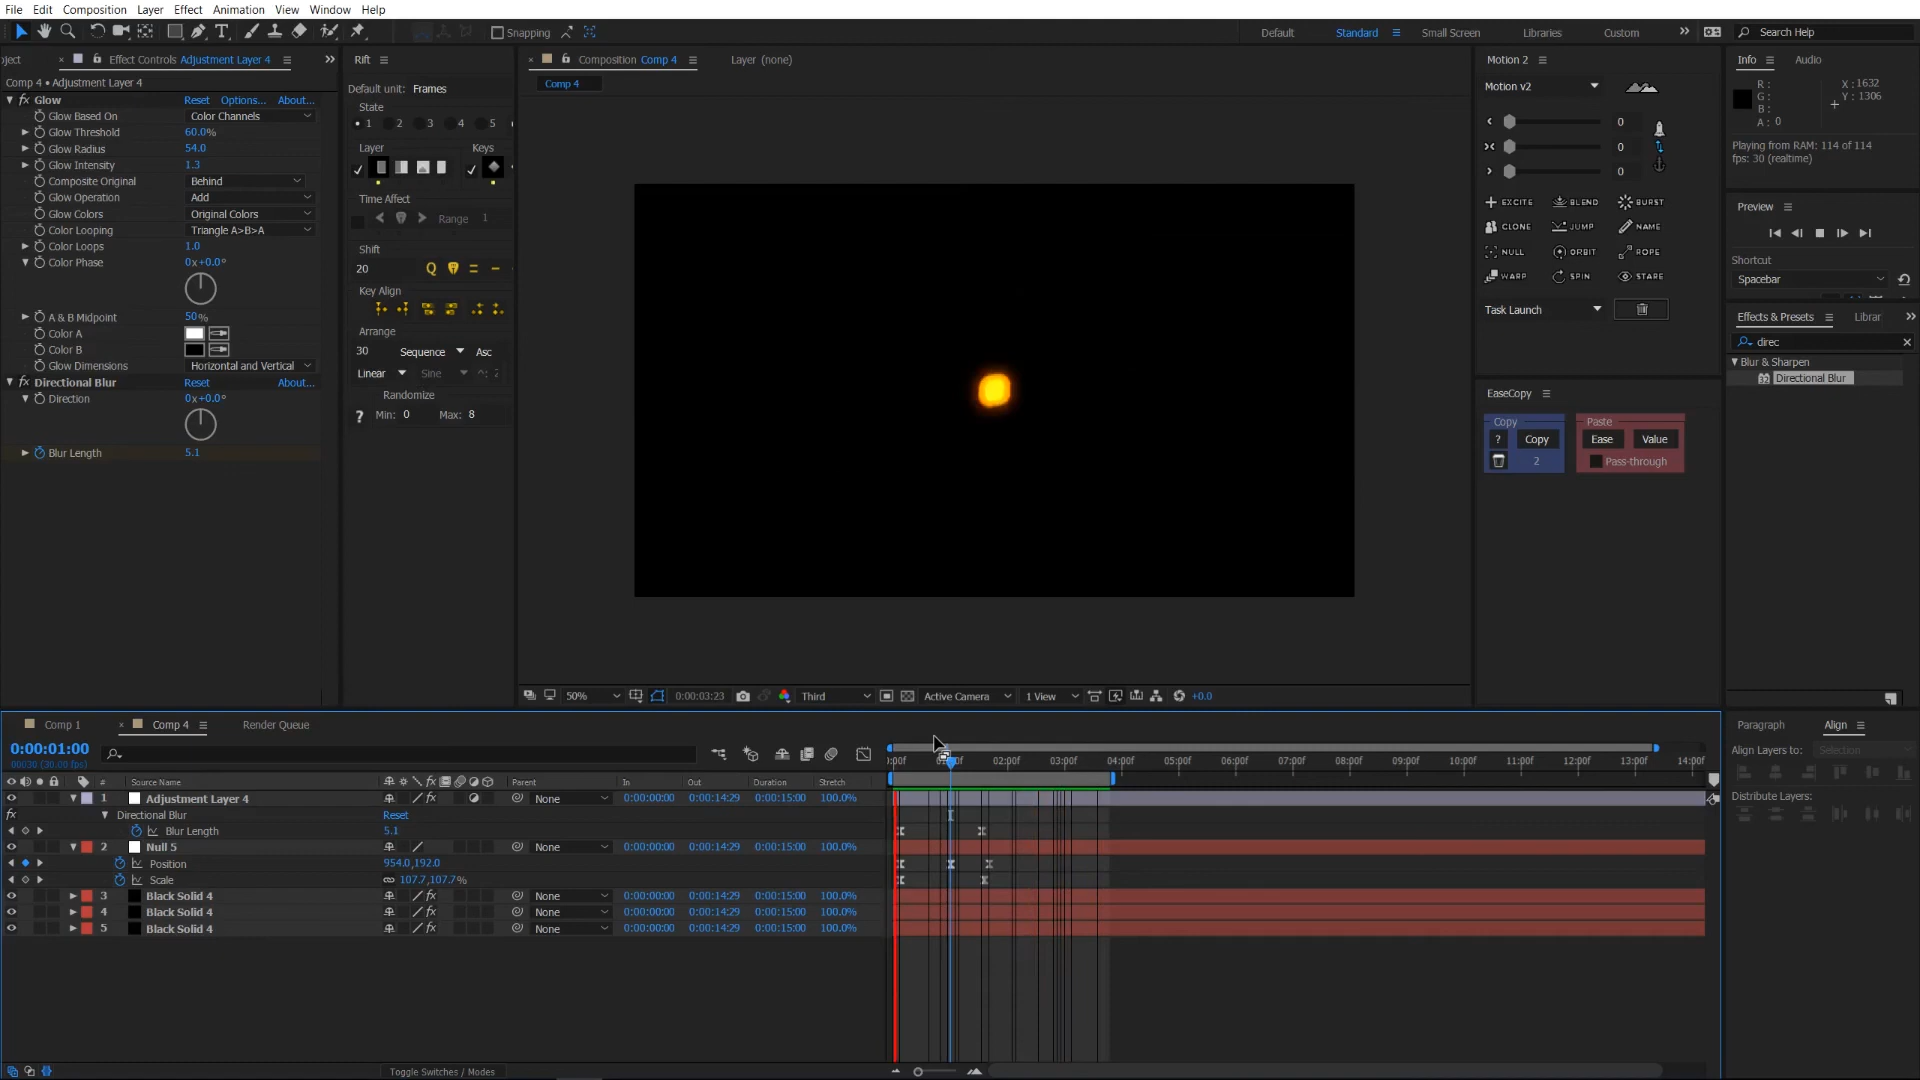 File Edit Composition Layer Effect Animation View Window Help
Snapping
Default Standard Small Screen Libraries Custom Search Help
Effect Controls Adjustment Layer 4
Comp 4 • Adjustment Layer 4
fx Glow Reset Options... About...
Glow Based On Color Channels
Glow Threshold 60.0%
Glow Radius 54.0
Glow Intensity 1.3
Composite Original Behind
Glow Operation Add
Glow Colors Original Colors
Color Looping Triangle A>B>A
Color Loops 1.0
Color Phase 0x+0.0°
A & B Midpoint 50%
Color A
Color B
Glow Dimensions Horizontal and Vertical
fx Directional Blur Reset About...
Direction 0x+0.0°
Blur Length 5.1
Rift
Default unit: Frames
State
1 2 3 4 5
Layer Keys
Time Affect
Range 1
Shift
20
Key Align
Arrange
30 Sequence Asc
Linear Sine
Randomize
? Min: 0 Max: 8
Composition Comp 4 Layer (none)
Comp 4
50% 0:00:03:23 Third Active Camera 1 View +0.0
Motion 2
Motion v2
0
0
0
EXCITE BLEND BURST
CLONE JUMP NAME
NULL ORBIT ROPE
WARP SPIN STARE
Task Launch
EaseCopy
Copy Paste
? Copy Ease Value
2 Pass-through
Info Audio
R: X: 1632
G: Y: 1306
B:
A: 0
Playing from RAM: 114 of 114
fps: 30 (realtime)
Preview
Shortcut
Spacebar
Effects & Presets Librar
direc
Blur & Sharpen
Directional Blur
Paragraph Align
Align Layers to: Selection
Distribute Layers:
Comp 1 Comp 4 Render Queue
0:00:01:00
00030 (30.00 fps)
02:00f 03:00f 04:00f 05:00f 06:00f 07:00f 08:00f 09:00f 10:00f 11:00f 12:00f 13:00f 14:00f
# Source Name Parent In Out Duration Stretch
1 Adjustment Layer 4 None 0:00:00:00 0:00:14:29 0:00:15:00 100.0%
Directional Blur Reset
Blur Length 5.1
2 Null 5 None 0:00:00:00 0:00:14:29 0:00:15:00 100.0%
Position 954.0,192.0
Scale 107.7,107.7%
3 Black Solid 4 None 0:00:00:00 0:00:14:29 0:00:15:00 100.0%
4 Black Solid 4 None 0:00:00:00 0:00:14:29 0:00:15:00 100.0%
5 Black Solid 4 None 0:00:00:00 0:00:14:29 0:00:15:00 100.0%
Toggle Switches / Modes